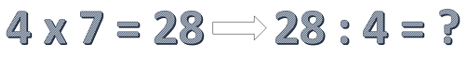 4 x 7 = 28 ⇨ 28 : 4 = ?